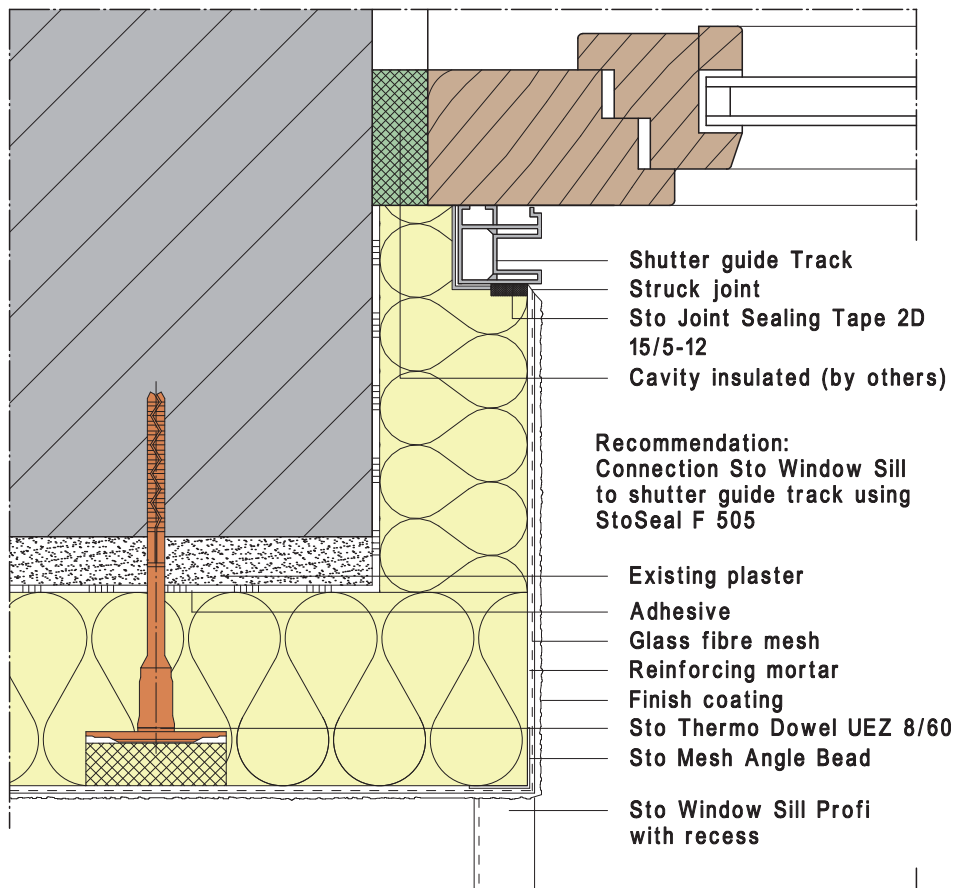 Shutter guide Track
Struck joint
Sto Joint Sealing Tape 2D
15/5-12
Cavity insulated (by others)
Recommendation:
Connection Sto Window Sill
to shutter guide track using
StoSeal F 505
Existing plaster
Adhesive
Glass fibre mesh
Reinforcing mortar
Finish coating
Sto Thermo Dowel UEZ 8/60
Sto Mesh Angle Bead
Sto Window Sill Profi
with recess